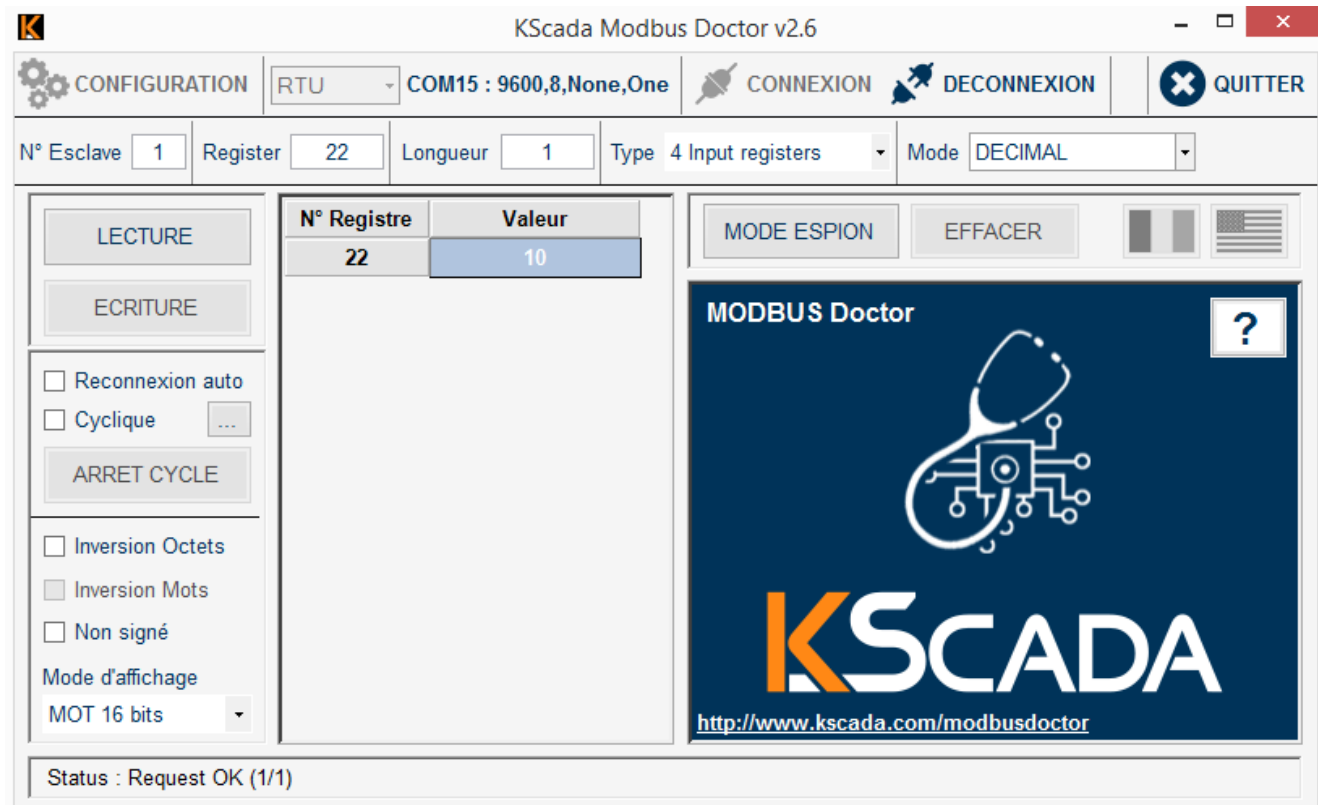 KScada Modbus Doctor v2.6
CONFIGURATION RTU COM15 : 9600,8,None,One CONNEXION DECONNEXION QUITTER
N° Esclave 1 Register 22 Longueur 1 Type 4 Input registers Mode DECIMAL
LECTURE
ECRITURE
Reconnexion auto
Cyclique ...
ARRET CYCLE
Inversion Octets
Inversion Mots
Non signé
Mode d'affichage
MOT 16 bits
N° Registre Valeur
22 10
MODE ESPION EFFACER
MODBUS Doctor
?
KSCADA
http://www.kscada.com/modbusdoctor
Status : Request OK (1/1)